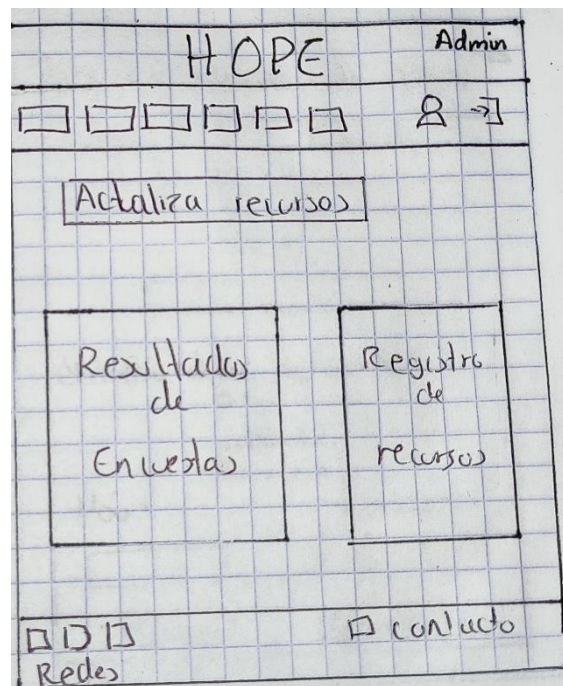 HOPE
Admin
Actaliza recursos
Resultados
de
Encuestas
Registro
de
recursos
Redes
contacto